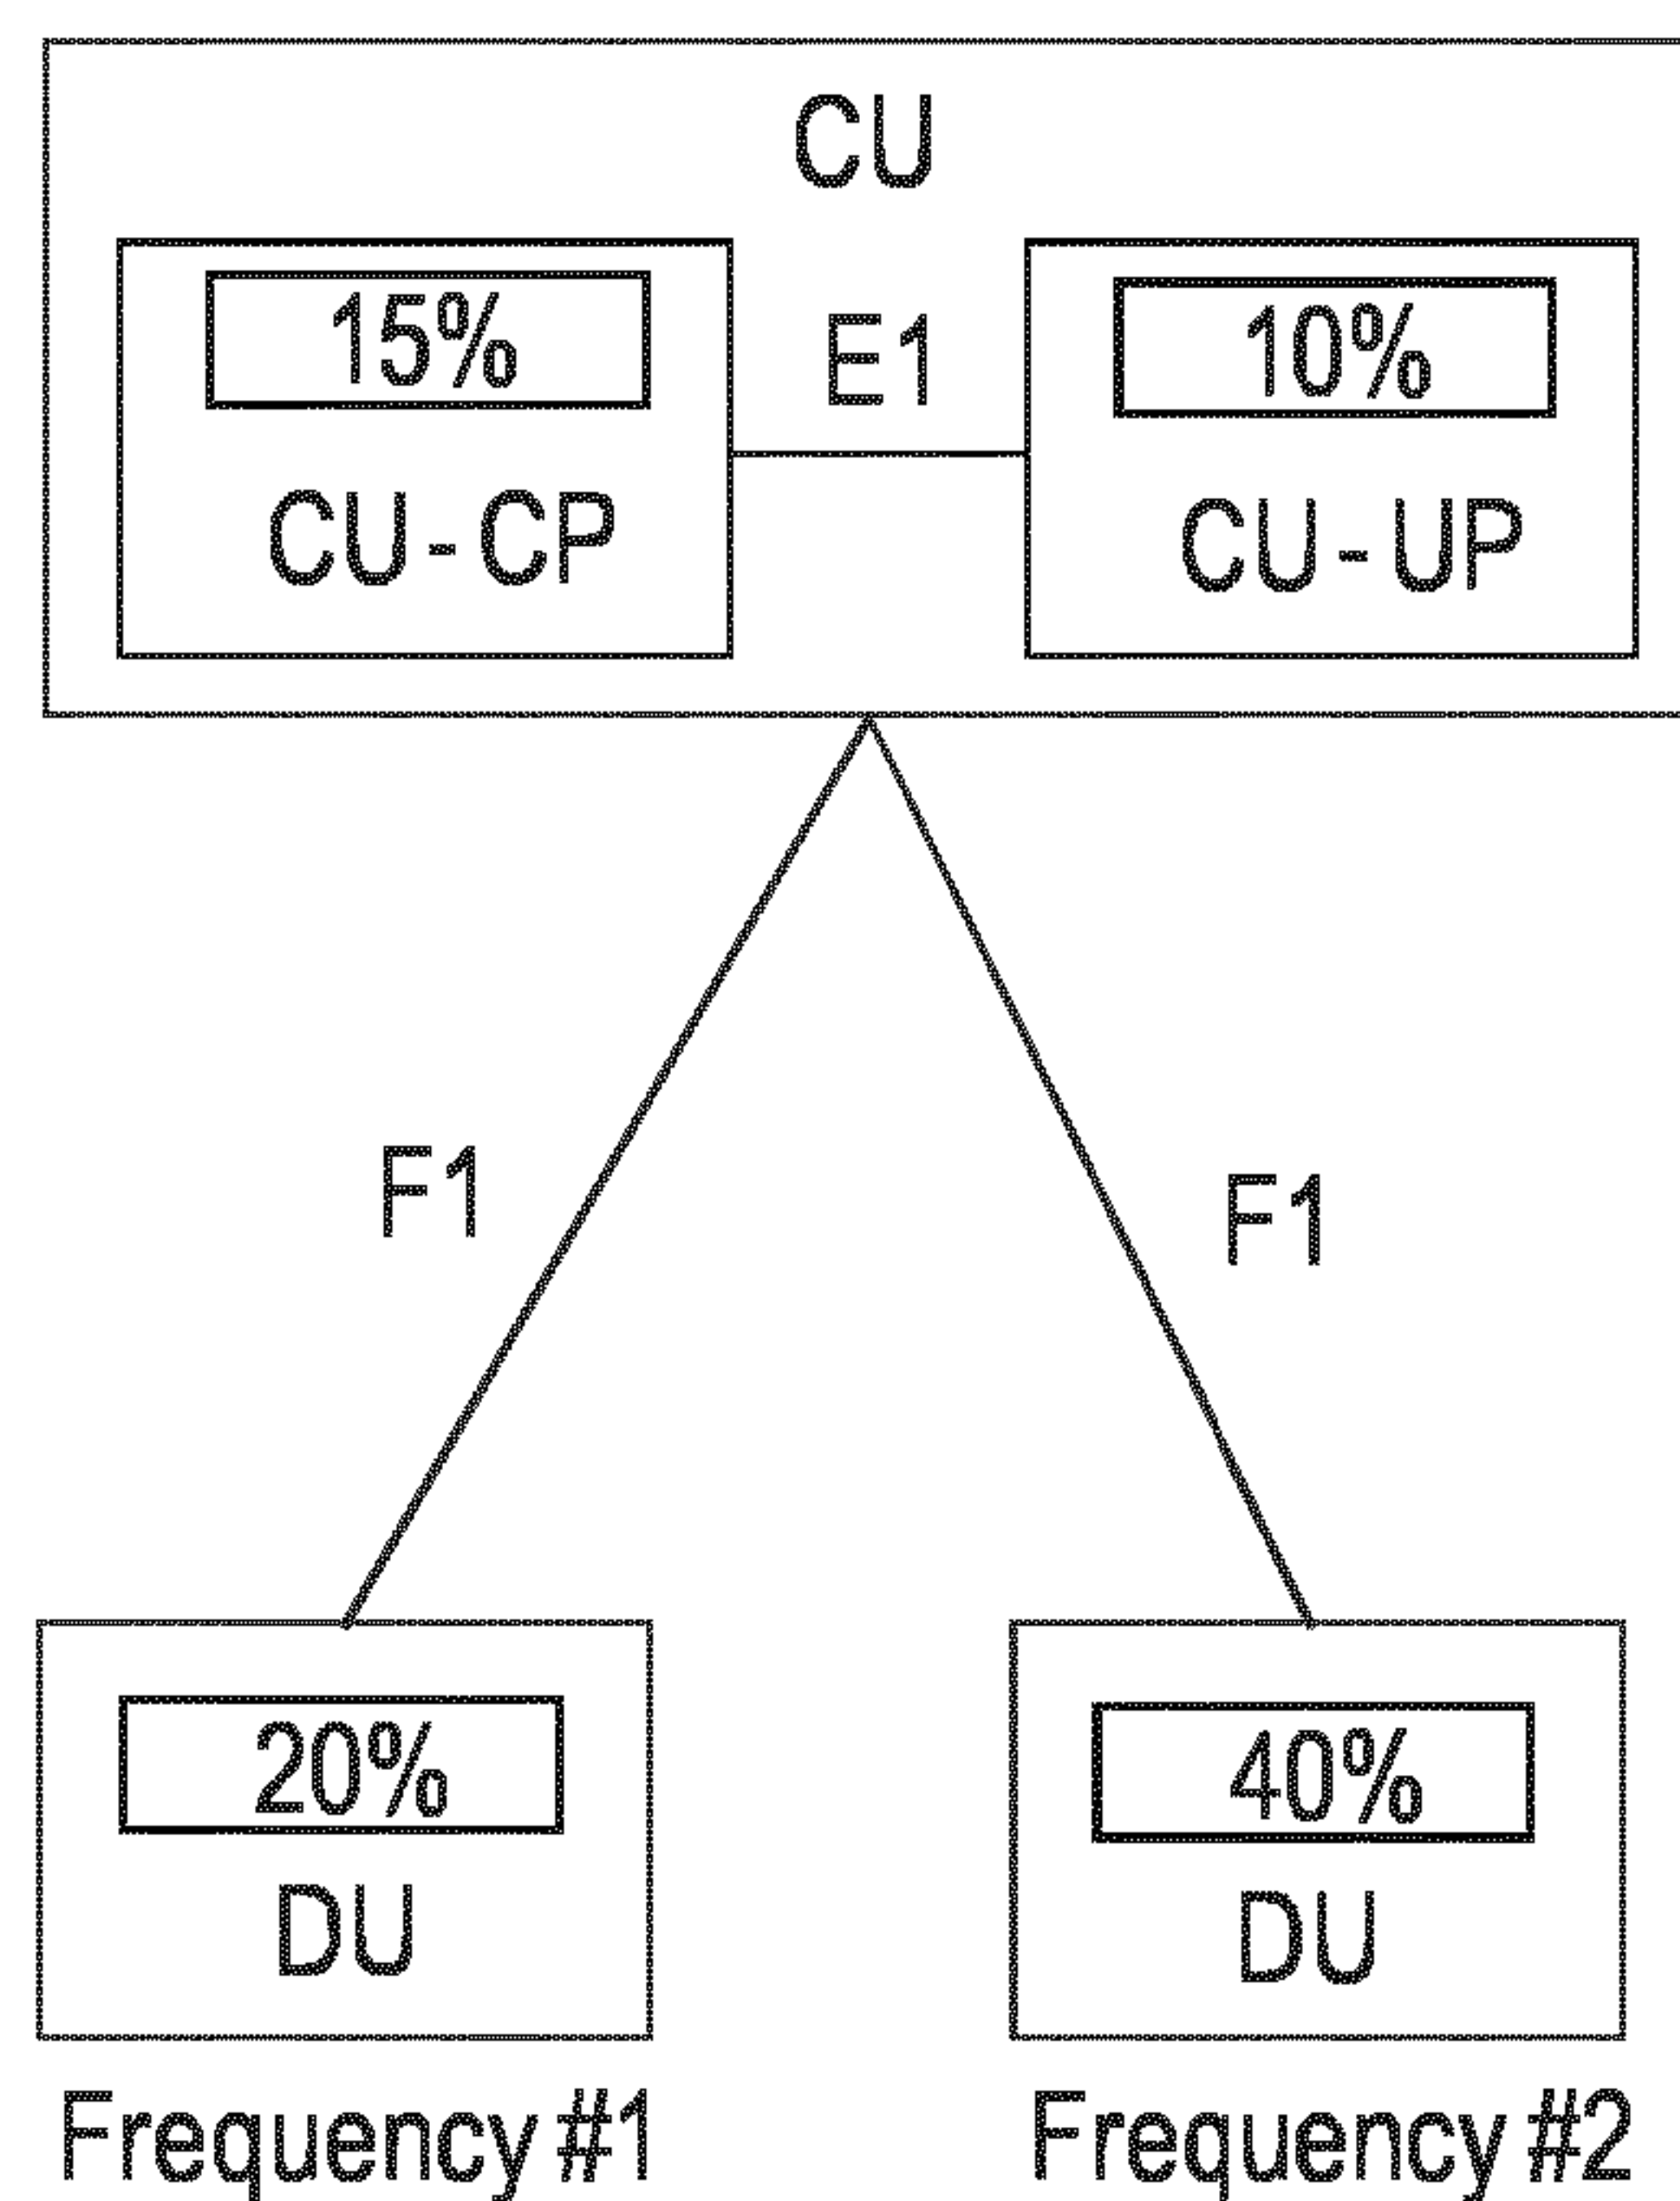 CU
15%
E1
10%
CU-CP
CU-UP
F1
F1
20%
40%
DU
DU
Frequency #1
Frequency #2